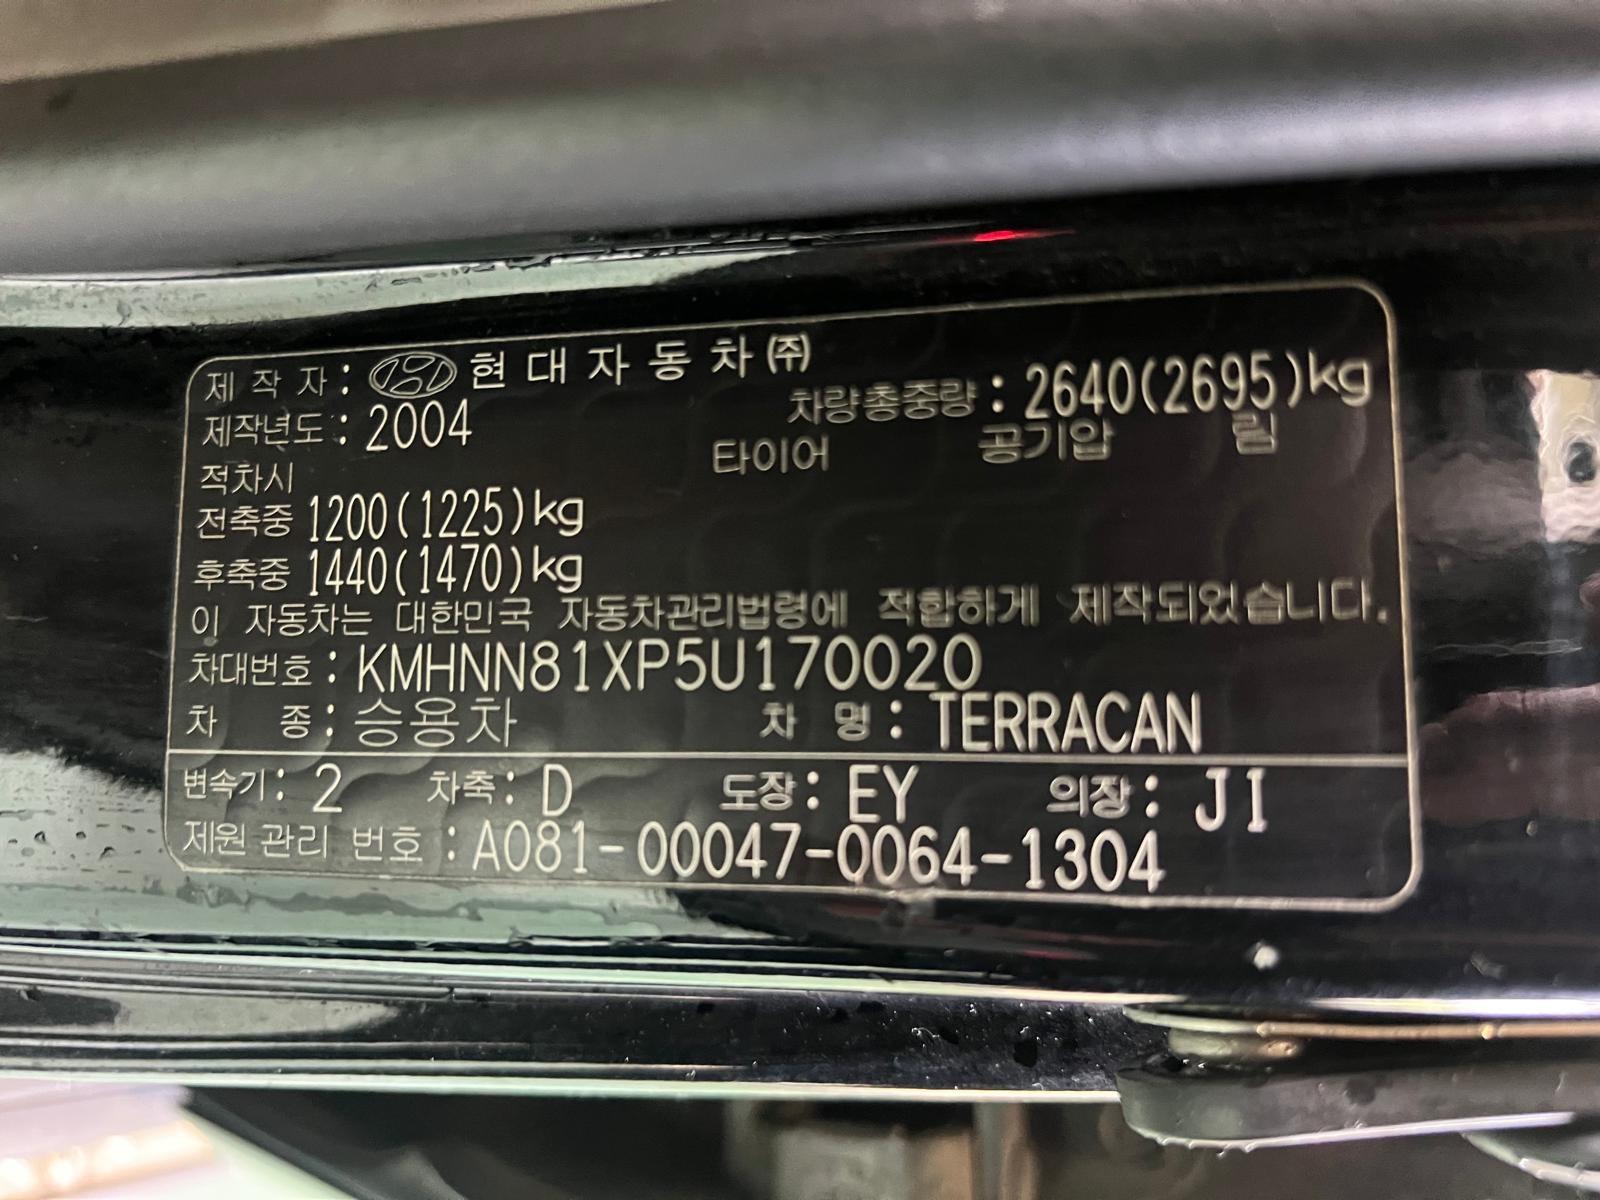 제 작 자 : 현 대 자 동 차 ㈜
제작년도 : 2004 차량총중량 : 2640(2695)kg
적차시 타이어 공기압 림
전축중 1200(1225)kg
후축중 1440(1470)kg
이 자동차는 대한민국 자동차관리법령에 적합하게 제작되었습니다.
차대번호 : KMHNN81XP5U170020
차 종 : 승용차 차 명 : TERRACAN
변속기 : 2 차축 : D 도장 : EY 의장 : JI
제원 관리 번호 : A081-00047-0064-1304